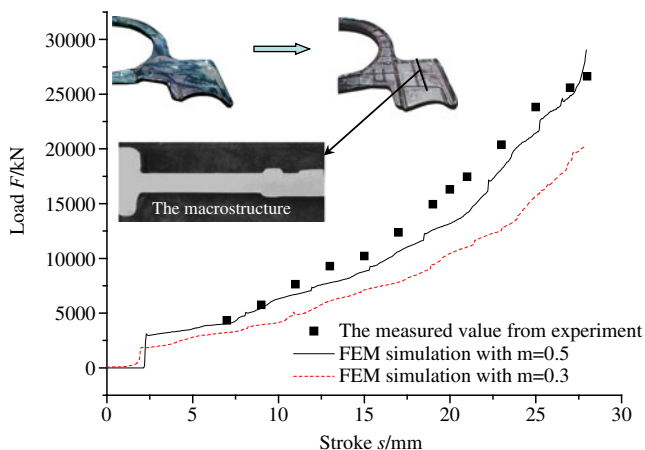 30000
25000
20000
15000
10000
5000
0
Load F/kN
The macrostructure
The measured value from experiment
FEM simulation with m=0.5
FEM simulation with m=0.3
0 5 10 15 20 25 30
Stroke s/mm